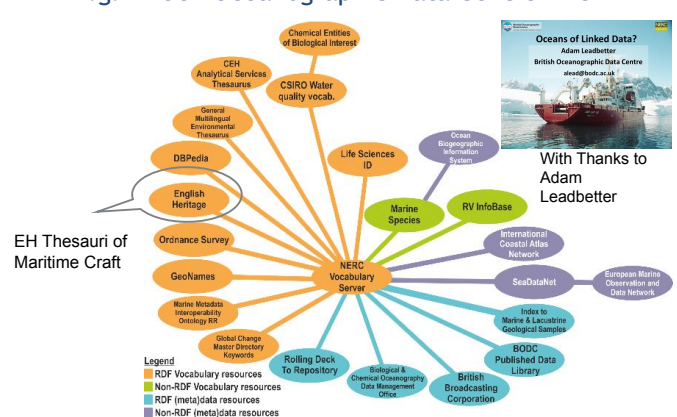 Oceans of Linked Data?
Adam Leadbetter
British Oceanographic Data Centre
alead@bodc.ac.uk
With Thanks to
Adam
Leadbetter
Chemical Entities
of Biological Interest
CEH
Analytical Services
Thesaurus
CSIRO Water
quality vocab.
General
Multilingual
Environmental
Thesaurus
DBPedia
English
Heritage
EH Thesauri of
Maritime Craft
Ordnance Survey
GeoNames
Marine Metadata
Interoperability
Ontology RR
Global Change
Master Directory
Keywords
Life Sciences
ID
Ocean
Biogeographic
Information
System
Marine
Species
RV InfoBase
International
Coastal Atlas
Network
NERC
Vocabulary
Server
SeaDataNet
European Marine
Observation and
Data Network
Index to
Marine & Lacustrine
Geological Samples
BODC
Published Data
Library
British
Broadcasting
Corporation
Biological &
Chemical Oceanography
Data Management
Office
Rolling Deck
To Repository
Legend
RDF Vocabulary resources
Non-RDF Vocabulary resources
RDF (meta)data resources
Non-RDF (meta)data resources